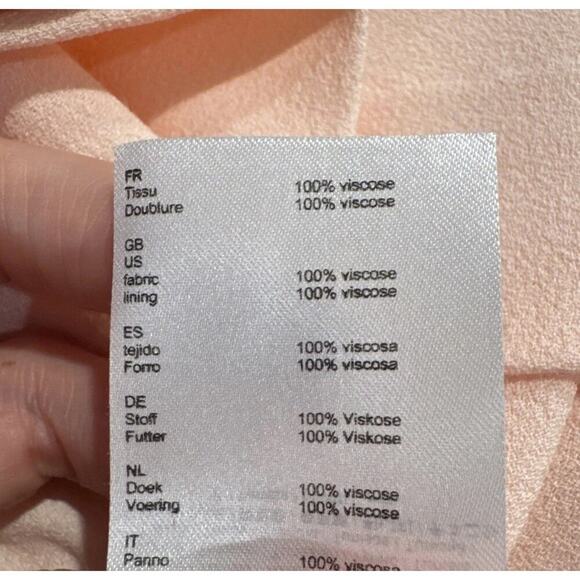 FR
Tissu 100% viscose
Doublure 100% viscose
GB
US
fabric 100% viscose
lining 100% viscose
ES
tejido 100% viscosa
Forro 100% viscosa
DE
Stoff 100% Viskose
Futter 100% Viskose
NL
Doek 100% viscose
Voering 100% viscose
IT
Panno 100% viscosa